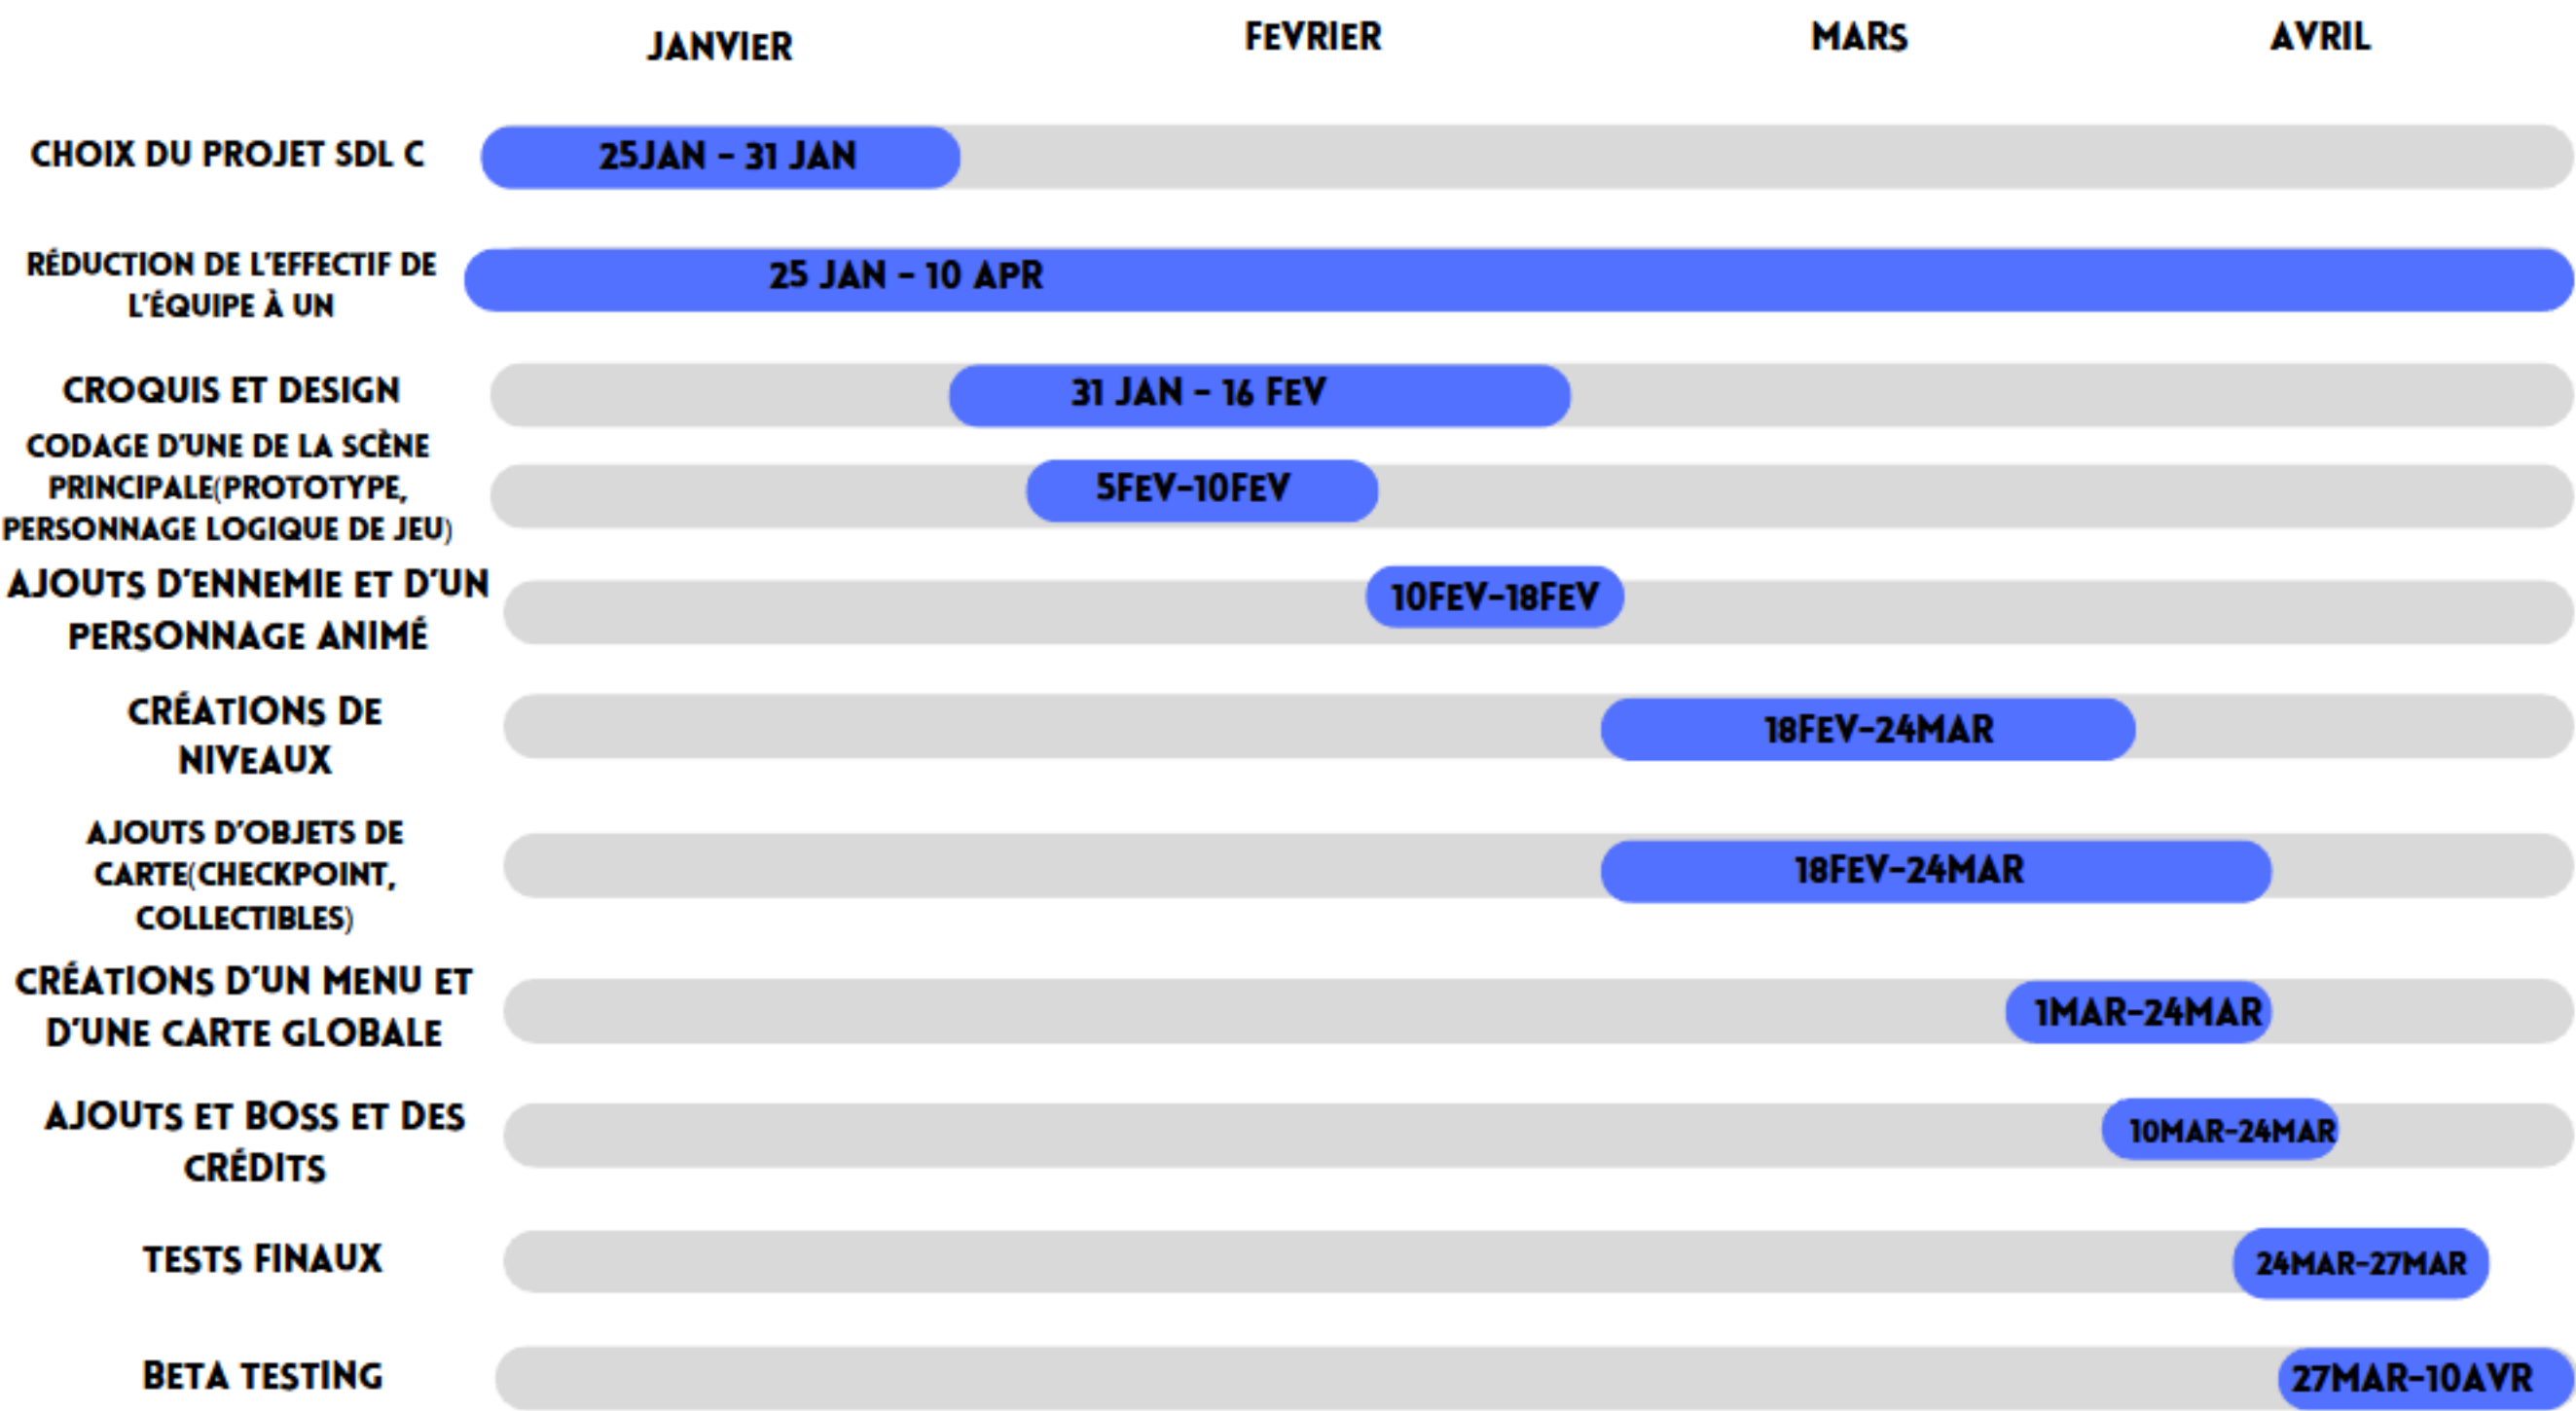 JANVIER FEVRIER MARS AVRIL
CHOIX DU PROJET SDL C
25JAN - 31 JAN
RÉDUCTION DE L'EFFECTIF DE
L'ÉQUIPE À UN
25 JAN - 10 APR
CROQUIS ET DESIGN
31 JAN - 16 FEV
CODAGE D'UNE DE LA SCÈNE
PRINCIPALE(PROTOTYPE,
PERSONNAGE LOGIQUE DE JEU)
5FEV-10FEV
AJOUTS D'ENNEMIE ET D'UN
PERSONNAGE ANIMÉ
10FEV-18FEV
CRÉATIONS DE
NIVEAUX
18FEV-24MAR
AJOUTS D'OBJETS DE
CARTE(CHECKPOINT,
COLLECTIBLES)
18FEV-24MAR
CRÉATIONS D'UN MENU ET
D'UNE CARTE GLOBALE
1MAR-24MAR
AJOUTS ET BOSS ET DES
CRÉDITS
10MAR-24MAR
TESTS FINAUX
24MAR-27MAR
BETA TESTING
27MAR-10AVR